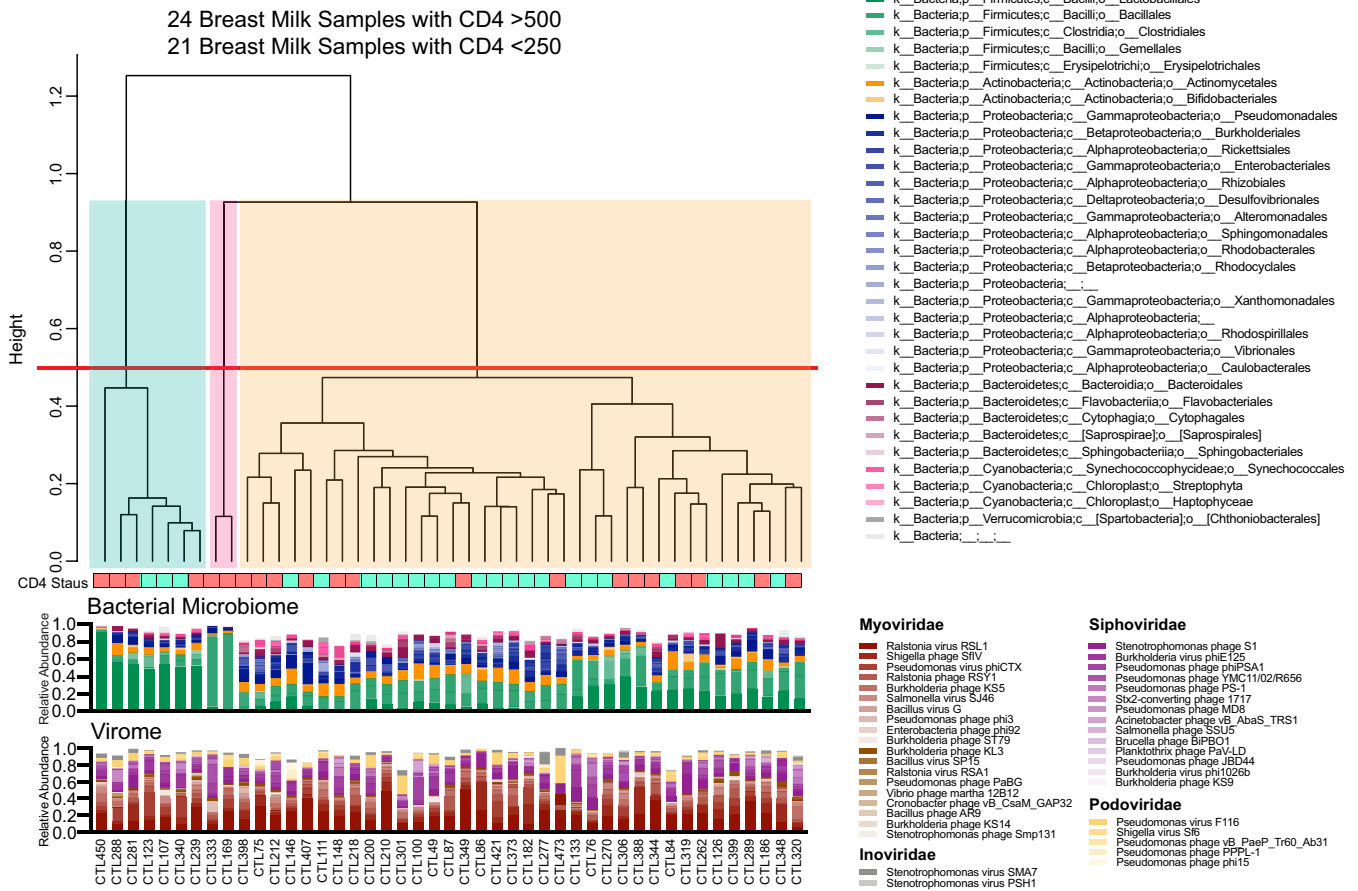 24 Breast Milk Samples with CD4 >500
21 Breast Milk Samples with CD4 <250
Height
1.2
1.0
0.8
0.6
0.4
0.2
0.0
CD4 Staus
k__Bacteria;p__Firmicutes;c__Bacilli;o__Lactobacillales
k__Bacteria;p__Firmicutes;c__Bacilli;o__Bacillales
k__Bacteria;p__Firmicutes;c__Clostridia;o__Clostridiales
k__Bacteria;p__Firmicutes;c__Bacilli;o__Gemellales
k__Bacteria;p__Firmicutes;c__Erysipelotrichi;o__Erysipelotrichales
k__Bacteria;p__Actinobacteria;c__Actinobacteria;o__Actinomycetales
k__Bacteria;p__Actinobacteria;c__Actinobacteria;o__Bifidobacteriales
k__Bacteria;p__Proteobacteria;c__Gammaproteobacteria;o__Pseudomonadales
k__Bacteria;p__Proteobacteria;c__Betaproteobacteria;o__Burkholderiales
k__Bacteria;p__Proteobacteria;c__Alphaproteobacteria;o__Rickettsiales
k__Bacteria;p__Proteobacteria;c__Gammaproteobacteria;o__Enterobacteriales
k__Bacteria;p__Proteobacteria;c__Alphaproteobacteria;o__Rhizobiales
k__Bacteria;p__Proteobacteria;c__Deltaproteobacteria;o__Desulfovibrionales
k__Bacteria;p__Proteobacteria;c__Gammaproteobacteria;o__Alteromonadales
k__Bacteria;p__Proteobacteria;c__Alphaproteobacteria;o__Sphingomonadales
k__Bacteria;p__Proteobacteria;c__Alphaproteobacteria;o__Rhodobacterales
k__Bacteria;p__Proteobacteria;c__Betaproteobacteria;o__Rhodocyclales
k__Bacteria;p__Proteobacteria;__;__
k__Bacteria;p__Proteobacteria;c__Gammaproteobacteria;o__Xanthomonadales
k__Bacteria;p__Proteobacteria;c__Alphaproteobacteria;__
k__Bacteria;p__Proteobacteria;c__Alphaproteobacteria;o__Rhodospirillales
k__Bacteria;p__Proteobacteria;c__Gammaproteobacteria;o__Vibrionales
k__Bacteria;p__Proteobacteria;c__Alphaproteobacteria;o__Caulobacterales
k__Bacteria;p__Bacteroidetes;c__Bacteroidia;o__Bacteroidales
k__Bacteria;p__Bacteroidetes;c__Flavobacteriia;o__Flavobacteriales
k__Bacteria;p__Bacteroidetes;c__Cytophagia;o__Cytophagales
k__Bacteria;p__Bacteroidetes;c__[Saprospirae];o__[Saprospirales]
k__Bacteria;p__Bacteroidetes;c__Sphingobacteriia;o__Sphingobacteriales
k__Bacteria;p__Cyanobacteria;c__Synechococcophycideae;o__Synechococcales
k__Bacteria;p__Cyanobacteria;c__Chloroplast;o__Streptophyta
k__Bacteria;p__Cyanobacteria;c__Chloroplast;o__Haptophyceae
k__Bacteria;p__Verrucomicrobia;c__[Spartobacteria];o__[Chthoniobacterales]
k__Bacteria;__;__;__
Bacterial Microbiome
Relative Abundance
1.0
0.8
0.6
0.4
0.2
0.0
Virome
Relative Abundance
1.0
0.8
0.6
0.4
0.2
0.0
CTL450
CTL288
CTL281
CTL123
CTL107
CTL340
CTL239
CTL333
CTL169
CTL398
CTL75
CTL212
CTL146
CTL407
CTL111
CTL148
CTL218
CTL200
CTL210
CTL301
CTL100
CTL49
CTL87
CTL349
CTL86
CTL421
CTL373
CTL182
CTL277
CTL473
CTL133
CTL76
CTL270
CTL306
CTL388
CTL344
CTL84
CTL319
CTL262
CTL126
CTL399
CTL289
CTL186
CTL348
CTL320
Myoviridae
Ralstonia virus RSL1
Shigella phage SfIV
Pseudomonas virus phiCTX
Ralstonia phage RSY1
Burkholderia phage KS5
Salmonella virus SJ46
Bacillus virus G
Pseudomonas phage phi3
Enterobacteria phage phi92
Burkholderia phage ST79
Burkholderia phage KL3
Bacillus virus SP15
Ralstonia virus RSA1
Pseudomonas phage PaBG
Vibrio phage martha 12B12
Cronobacter phage vB_CsaM_GAP32
Bacillus phage AR9
Burkholderia phage KS14
Stenotrophomonas phage Smp131
Inoviridae
Stenotrophomonas virus SMA7
Stenotrophomonas virus PSH1
Siphoviridae
Stenotrophomonas phage S1
Burkholderia virus phiE125
Pseudomonas phage phiPSA1
Pseudomonas phage YMC11/02/R656
Pseudomonas phage PS-1
Stx2-converting phage 1717
Pseudomonas phage MD8
Acinetobacter phage vB_AbaS_TRS1
Salmonella phage SSU5
Brucella phage BiPBO1
Planktothrix phage PaV-LD
Pseudomonas phage JBD44
Burkholderia virus phi1026b
Burkholderia phage KS9
Podoviridae
Pseudomonas virus F116
Shigella virus Sf6
Pseudomonas phage vB_PaeP_Tr60_Ab31
Pseudomonas phage PPPL-1
Pseudomonas phage phi15